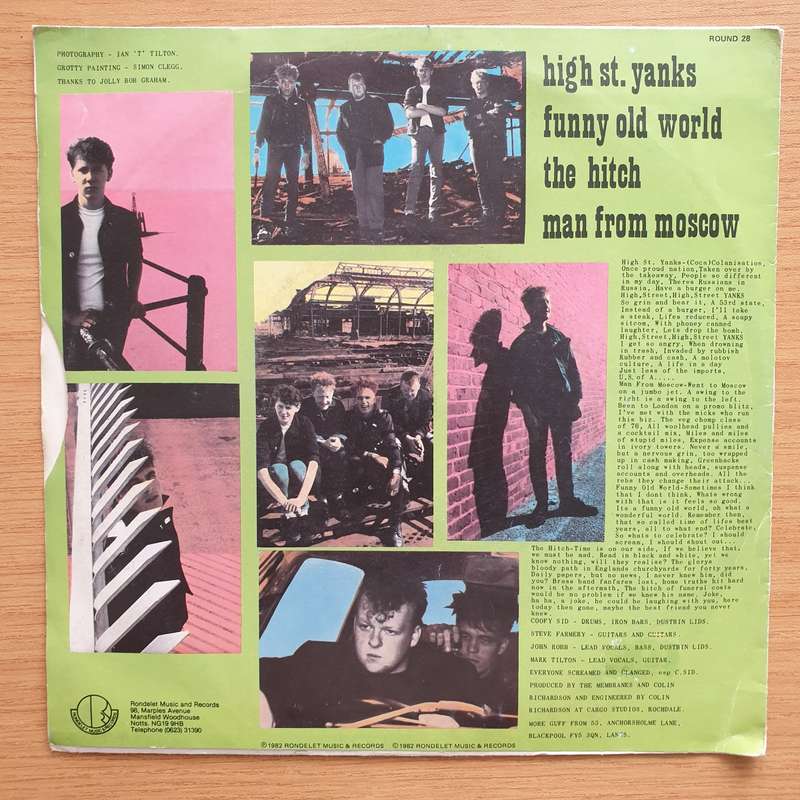 ROUND 28
PHOTOGRAPHY - IAN 'T' TILTON.
GROTTY PAINTING - SIMON CLEGG.
THANKS TO JOLLY BOB GRAHAM.
high st. yanks
funny old world
the hitch
man from moscow
High St. Yanks-(Coca)Colanisation,
Once proud nation,Taken over by
the takeaway, People so different
in my day, Theres Russians in
Russia, Have a burger on me.
High,Street,High,Street YANKS
So grin and bear it, A 53rd state,
Instead of a burger, I'll take
a steak, Lifes reduced, A soapy
sitcom, With phoney canned
laughter, Lets drop the bomb.
High,Street,High,Street YANKS
I get so angry, When drowning
in trash, Invaded by rubbish
Rubber and cash, A molotov
culture, A life in a day
Just less of the imports,
U.S. of A.....
Man From Moscow-Went to Moscow
on a jumbo jet. A swing to the
right is a swing to the left.
Been to London on a promo blitz,
I've met with the micks who run
this biz. The veg chomp class
of 76, All woolhead pullies and
a cocktail mix, Miles and miles
of stupid miles, Expense accounts
in ivory towers. Never a smile,
but a nervous grin, too wrapped
up in cash making, Greenbacks
roll along with heads, suspense
accounts and overheads. All the
robs they change their attack...
Funny Old World-Sometimes I think
that I dont think, Whats wrong
with that is it feels so good.
Its a funny old world, oh what a
wonderful world. Remember then,
that so called time of lifes best
years, all to what end? Celebrate,
So whats to celebrate? I should
scream, I should shout out...
The Hitch-Time is on our side, If we believe that,
we must be mad. Read in black and white, yet we
know nothing, will they realise? The glorys
bloody path in Englands churchyards for forty years.
Daily papers, but no news, I never knew him, did
you? Brass band fanfares lost, home truths hit hard
now in the aftermath, The hitch of funeral costs
would be no problem if we knew his name. Joke,
ha ha, a joke, he could be laughing with you, here
today then gone, maybe the best friend you never
knew.
COOFY SID - DRUMS, IRON BARS, DUSTBIN LIDS.
STEVE FARMERY - GUITARS AND GUITARS.
JOHN ROBB - LEAD VOCALS, BASS, DUSTBIN LIDS.
MARK TILTON - LEAD VOCALS, GUITAR.
EVERYONE SCREAMED AND CLANGED, esp C.SID.
PRODUCED BY THE MEMBRANES AND COLIN
RICHARDSON AND ENGINEERED BY COLIN
RICHARDSON AT CARGO STUDIOS, ROCHDALE.
MORE GUFF FROM 53, ANCHORSHOLME LANE,
BLACKPOOL FY5 3QN, LANCS.
Rondelet Music and Records
96, Marples Avenue
Mansfield Woodhouse
Notts. NG19 9HB
Telephone (0623) 31390
℗1982 RONDELET MUSIC & RECORDS ©1982 RONDELET MUSIC & RECORDS